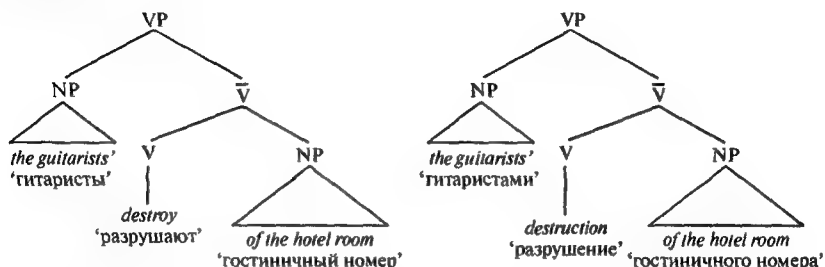 VP VP
NP V̄ NP V̄
the guitarists' V NP the guitarists' V NP
'гитаристы' 'гитаристами'
destroy destruction
'разрушают' of the hotel room 'разрушение' of the hotel room
'гостиничный номер' 'гостиничного номера'